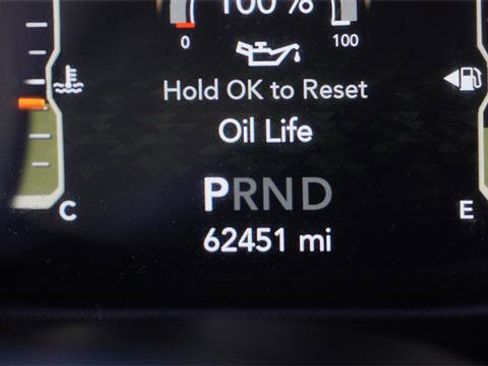 100 %
0 100
Hold OK to Reset
Oil Life
PRND
C E
62451 mi